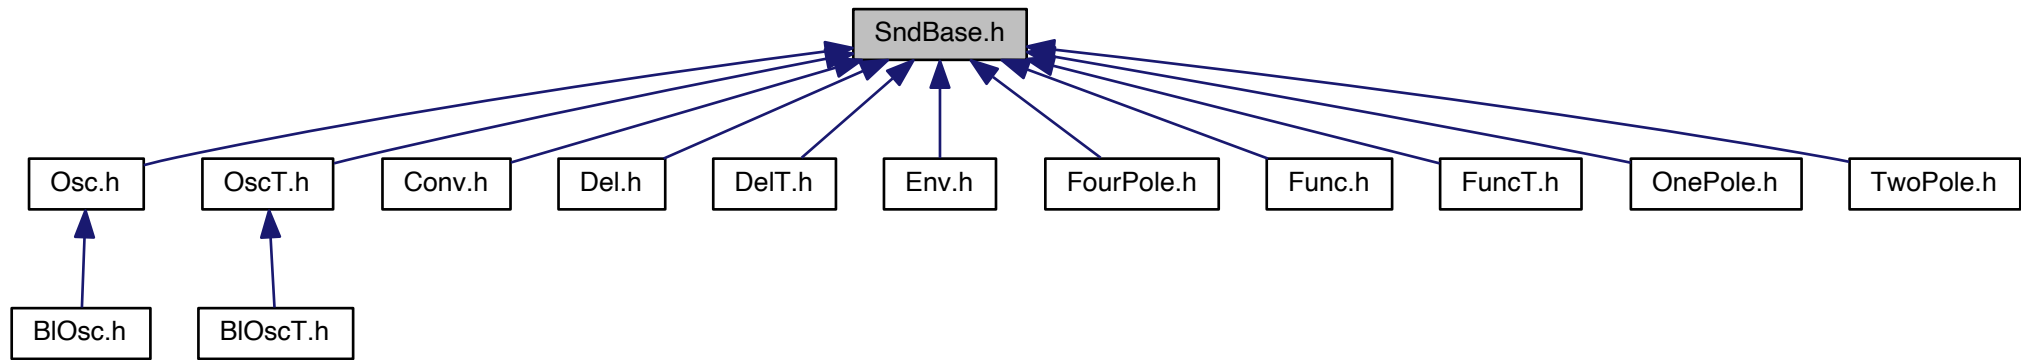 SndBase.h
Osc.h
OscT.h
Conv.h
Del.h
DelT.h
Env.h
FourPole.h
Func.h
FuncT.h
OnePole.h
TwoPole.h
BlOsc.h
BlOscT.h